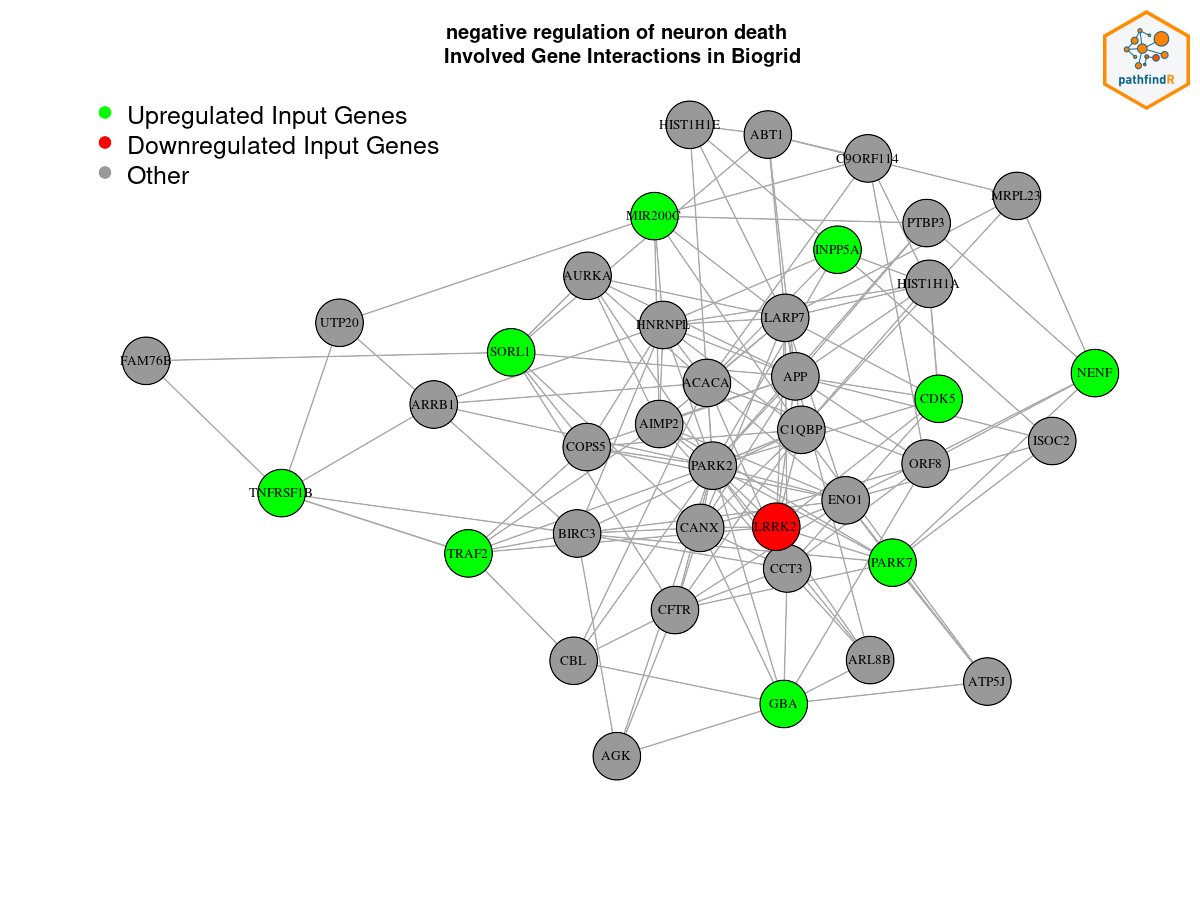 negative regulation of neuron death
Involved Gene Interactions in Biogrid
pathfindR
Upregulated Input Genes
Downregulated Input Genes
Other
HIST1H1E
ABT1
C9ORF114
MRPL23
MIR200C
PTBP3
INPP5A
AURKA
HIST1H1A
UTP20
HNRNPL
LARP7
FAM76B
SORL1
NENF
ACACA
APP
CDK5
ARRB1
AIMP2
C1QBP
ISOC2
COPS5
PARK2
ORF8
TNFRSF1B
ENO1
BIRC3
CANX
LRRK2
TRAF2
CCT3
PARK7
CFTR
CBL
ARL8B
ATP5J
GBA
AGK